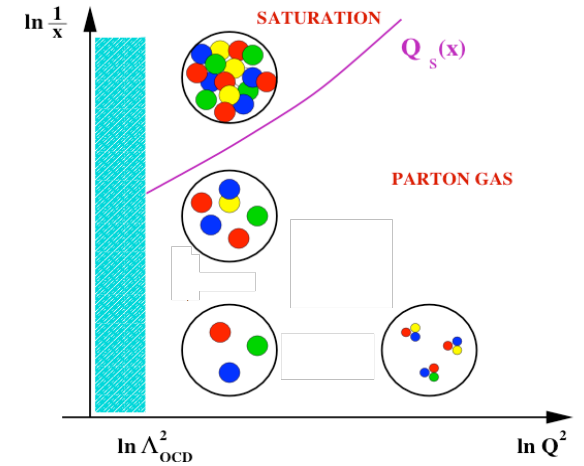 ln 1/x
SATURATION
Q_S(x)
PARTON GAS
ln Λ²_QCD
ln Q²